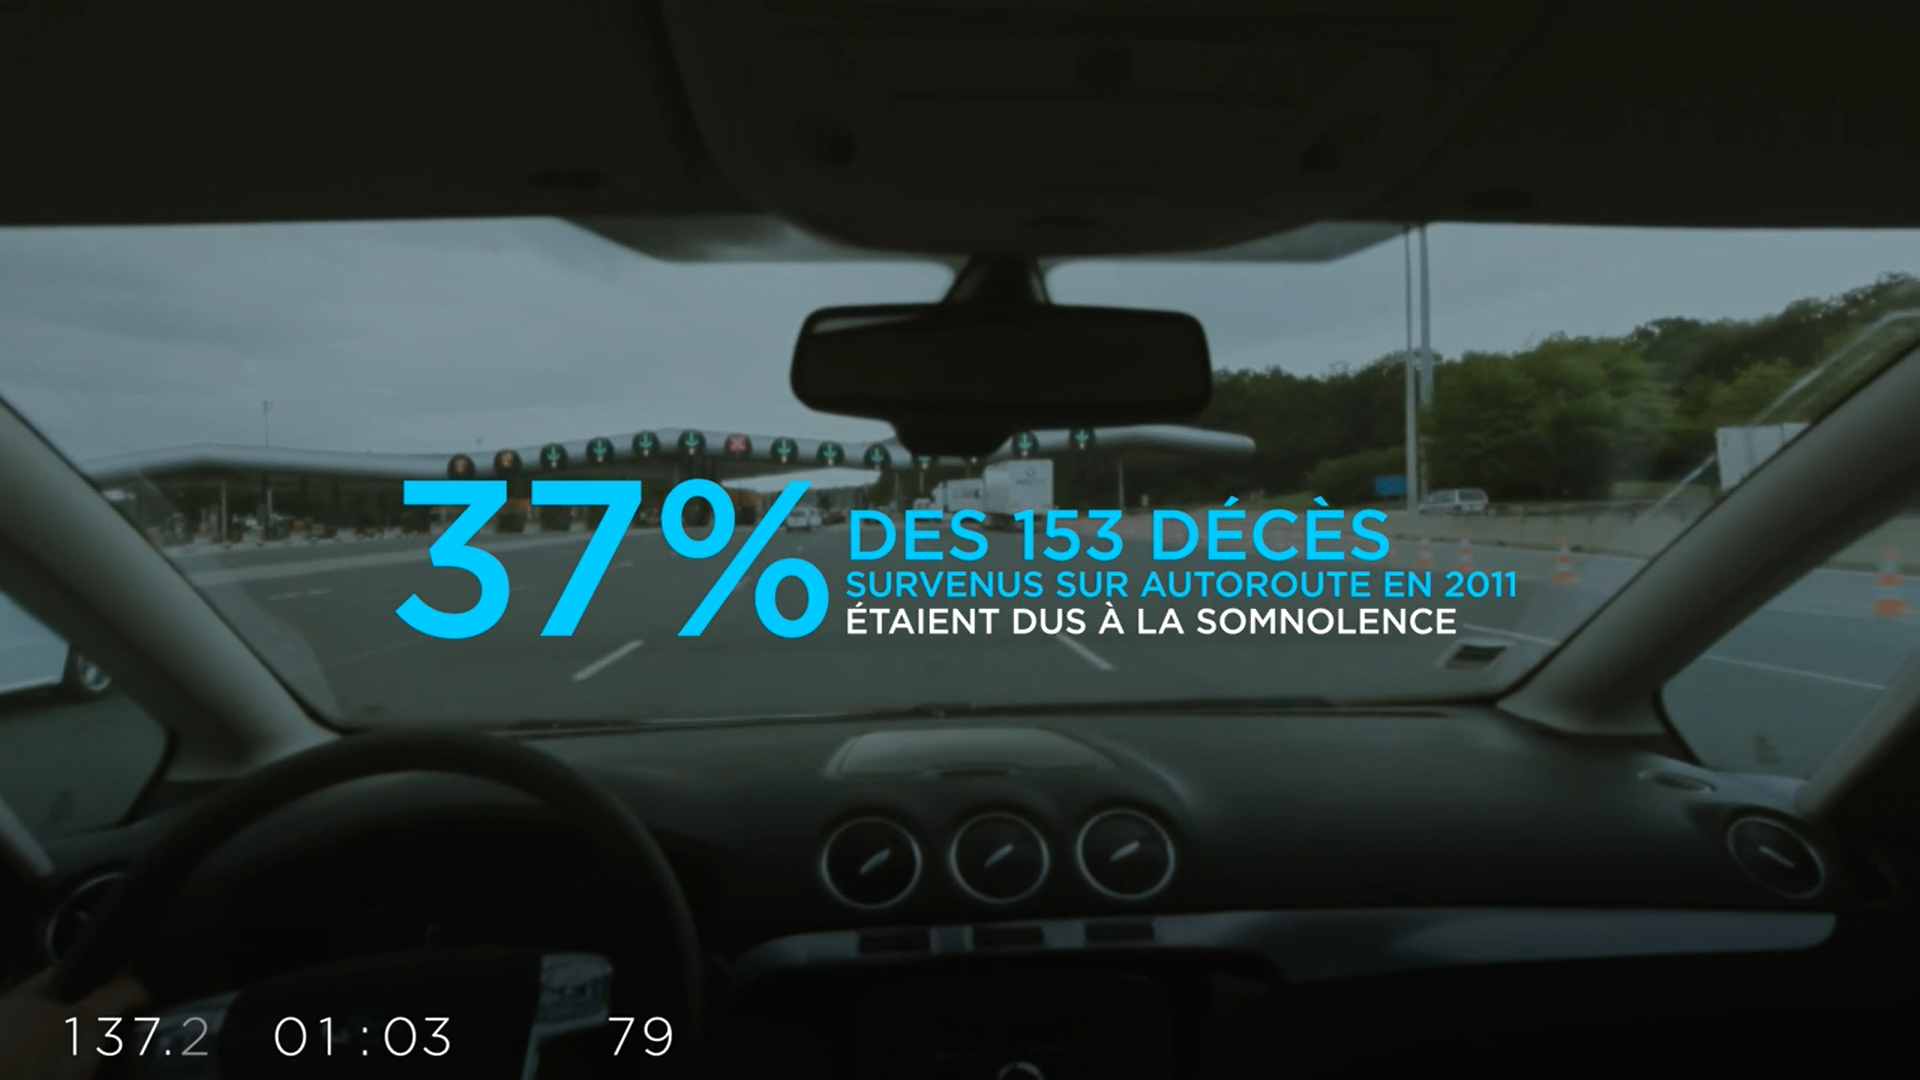 37%
DES 153 DÉCÈS
SURVENUS SUR AUTOROUTE EN 2011
ÉTAIENT DUS À LA SOMNOLENCE
137.2 01:03 79